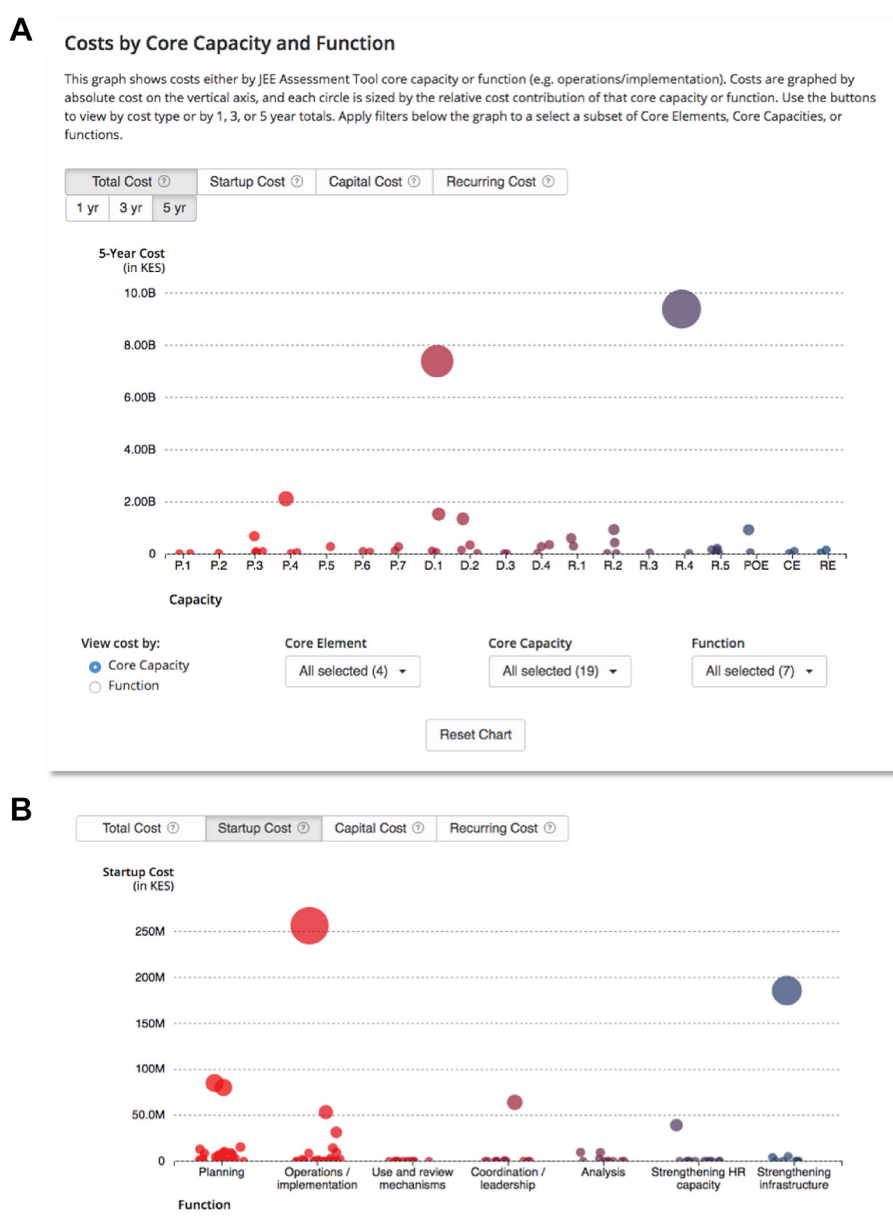 A
Costs by Core Capacity and Function
This graph shows costs either by JEE Assessment Tool core capacity or function (e.g. operations/implementation). Costs are graphed by
absolute cost on the vertical axis, and each circle is sized by the relative cost contribution of that core capacity or function. Use the buttons
to view by cost type or by 1, 3, or 5 year totals. Apply filters below the graph to a select a subset of Core Elements, Core Capacities, or
functions.
Total Cost ? Startup Cost ? Capital Cost ? Recurring Cost ?
1 yr 3 yr 5 yr
5-Year Cost
(in KES)
10.0B
8.00B
6.00B
4.00B
2.00B
0
P.1 P.2 P.3 P.4 P.5 P.6 P.7 D.1 D.2 D.3 D.4 R.1 R.2 R.3 R.4 R.5 POE CE RE
Capacity
View cost by: Core Element Core Capacity Function
Core Capacity All selected (4) All selected (19) All selected (7)
Function
Reset Chart
B
Total Cost ? Startup Cost ? Capital Cost ? Recurring Cost ?
Startup Cost
(in KES)
250M
200M
150M
100M
50.0M
0
Planning Operations / Use and review Coordination / Analysis Strengthening HR Strengthening
implementation mechanisms leadership capacity infrastructure
Function